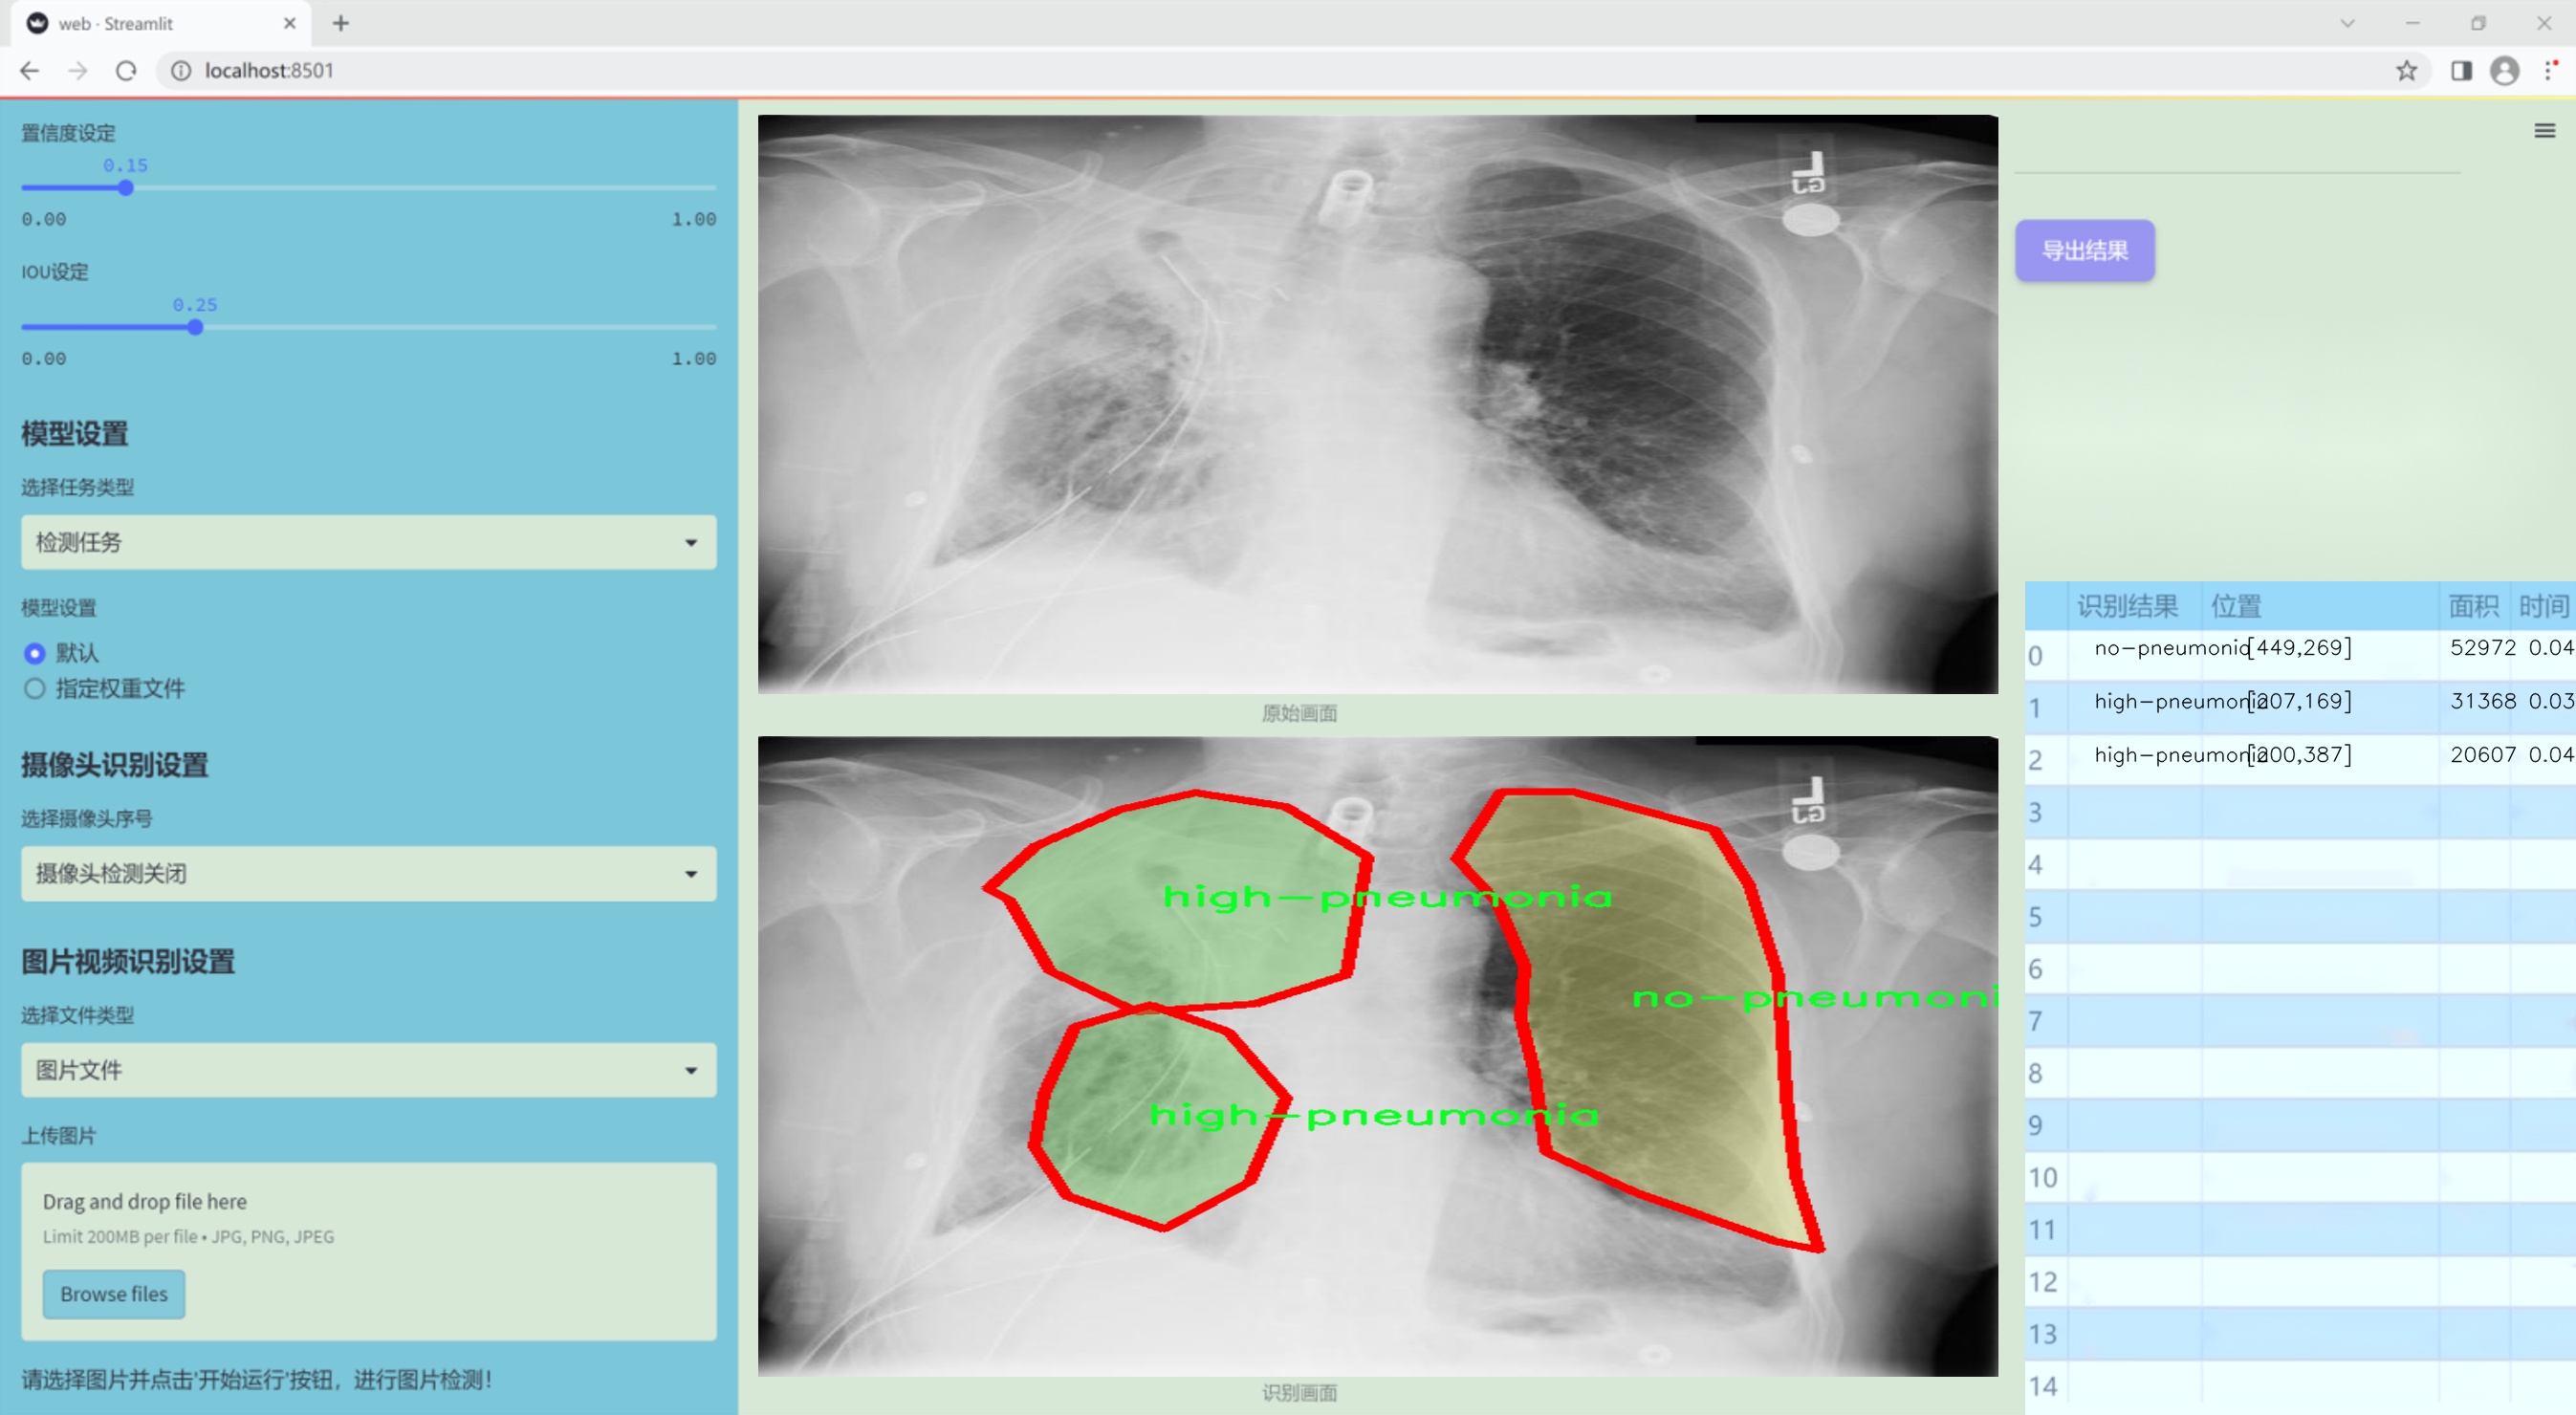 web · Streamlit
localhost:8501
置信度设定
0.15
0.00
1.00
IOU设定
0.25
0.00
1.00
模型设置
选择任务类型
检测任务
模型设置
默认
指定权重文件
摄像头识别设置
选择摄像头序号
摄像头检测关闭
图片视频识别设置
选择文件类型
图片文件
上传图片
Drag and drop file here
Limit 200MB per file • JPG, PNG, JPEG
Browse files
请选择图片并点击'开始运行'按钮，进行图片检测！
L
原始画面
L
high-pneumonia
no-pneumoni
high-pneumonia
识别画面
导出结果
识别结果 位置 面积 时间
0 no-pneumonia [449,269] 52972 0.04
1 high-pneumonia [207,169] 31368 0.03
2 high-pneumonia [200,387] 20607 0.04
3
4
5
6
7
8
9
10
11
12
13
14